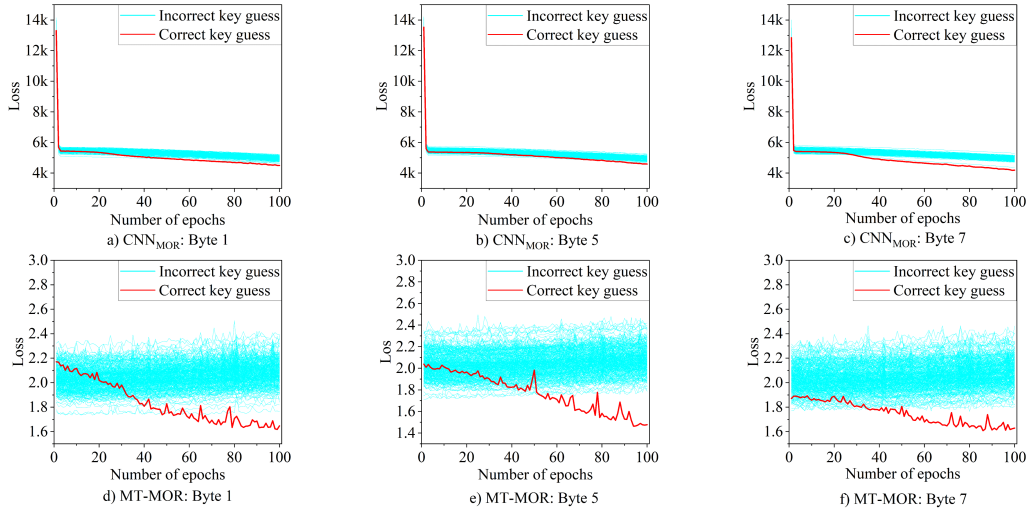 14k
12k
10k
8k
6k
4k
Loss
Incorrect key guess
Correct key guess
0 20 40 60 80 100
Number of epochs
a) CNN_MOR: Byte 1
14k
12k
10k
8k
6k
4k
Loss
Incorrect key guess
Correct key guess
0 20 40 60 80 100
Number of epochs
b) CNN_MOR: Byte 5
14k
12k
10k
8k
6k
4k
Loss
Incorrect key guess
Correct key guess
0 20 40 60 80 100
Number of epochs
c) CNN_MOR: Byte 7
3.0
2.8
2.6
2.4
2.2
2.0
1.8
1.6
Loss
Incorrect key guess
Correct key guess
0 20 40 60 80 100
Number of epochs
d) MT-MOR: Byte 1
3.0
2.8
2.6
2.4
2.2
2.0
1.8
1.6
1.4
Los
Incorrect key guess
Correct key guess
0 20 40 60 80 100
Number of epochs
e) MT-MOR: Byte 5
3.0
2.8
2.6
2.4
2.2
2.0
1.8
1.6
Loss
Incorrect key guess
Correct key guess
0 20 40 60 80 100
Number of epochs
f) MT-MOR: Byte 7